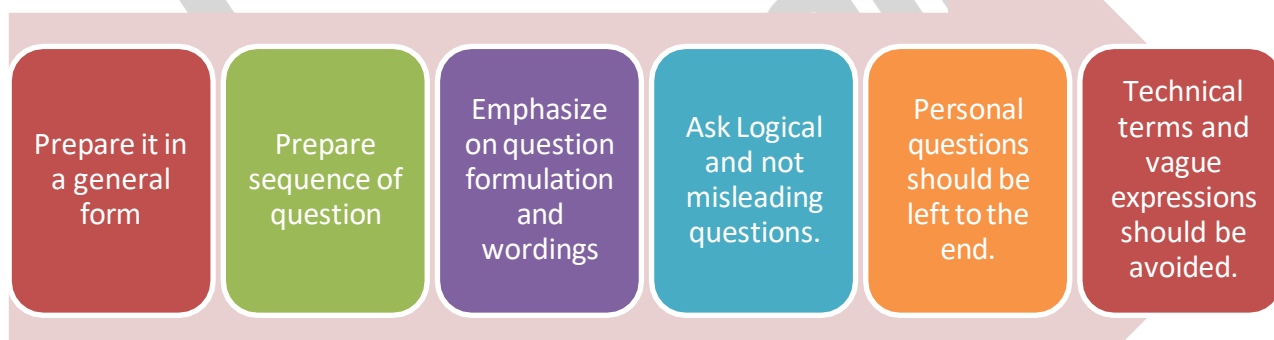 Prepare it in
a general
form
Prepare
sequence of
question
Emphasize
on question
formulation
and
wordings
Ask Logical
and not
misleading
questions.
Personal
questions
should be
left to the
end.
Technical
terms and
vague
expressions
should be
avoided.